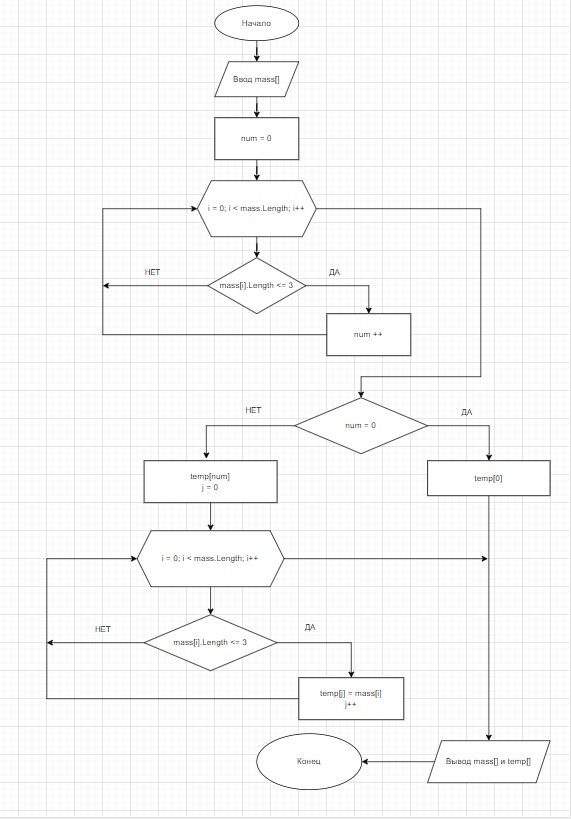 Начало
Ввод mass[]
num = 0
i = 0; i < mass.Length; i++
НЕТ
ДА
mass[i].Length <= 3
num ++
НЕТ
ДА
num = 0
temp[num]
j = 0
temp[0]
i = 0; i < mass.Length; i++
НЕТ
ДА
mass[i].Length <= 3
temp[j] = mass[i]
j++
Конец
Вывод mass[] и temp[]